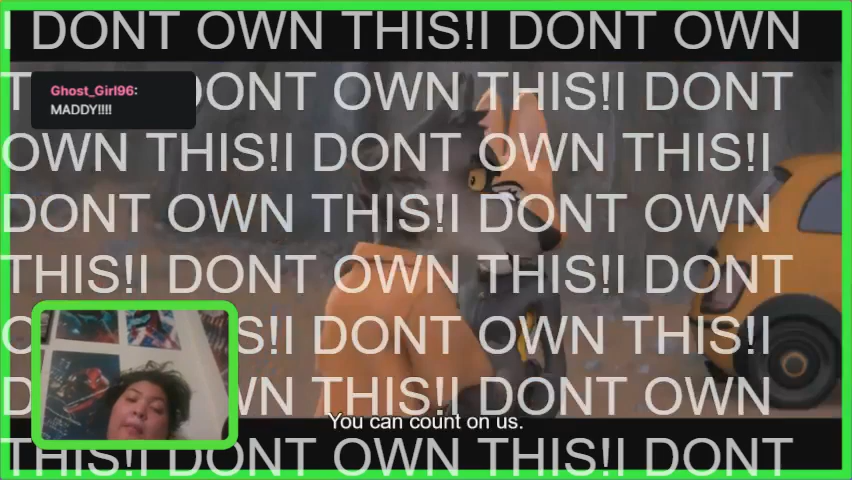 I DONT OWN THIS!I DONT OWN
T DONT OWN THIS!I DONT
Ghost_Girl96:
MADDY!!!!
OWN THIS!I DONT OWN THIS!I
DONT OWN THIS!I DONT OWN
THIS!I DONT OWN THIS!I DONT
O S!I DONT OWN THIS!I
D WN THIS!I DONT OWN
You can count on us.
THIS!I DONT OWN THIS!I DONT